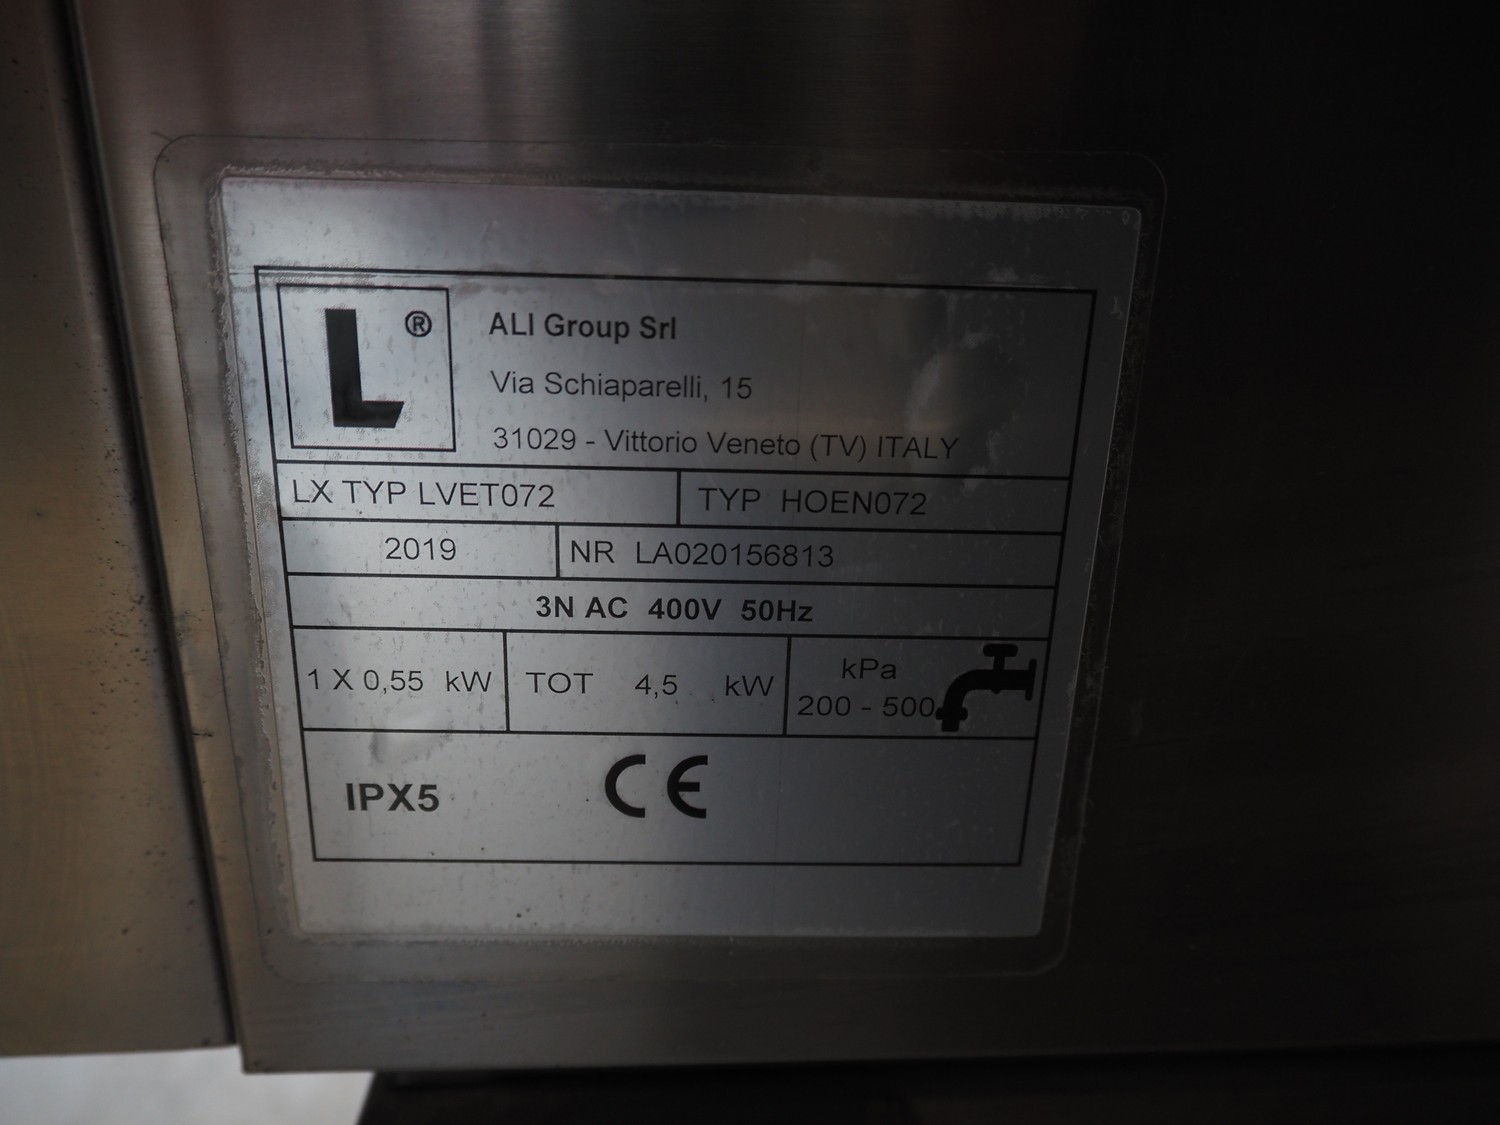 L®
ALI Group Srl
Via Schiaparelli, 15
31029 - Vittorio Veneto (TV) ITALY
LX TYP LVET072 TYP HOEN072
2019 NR LA020156813
3N AC 400V 50Hz
1 X 0,55 kW TOT 4,5 kW kPa
200 - 500
IPX5 CE